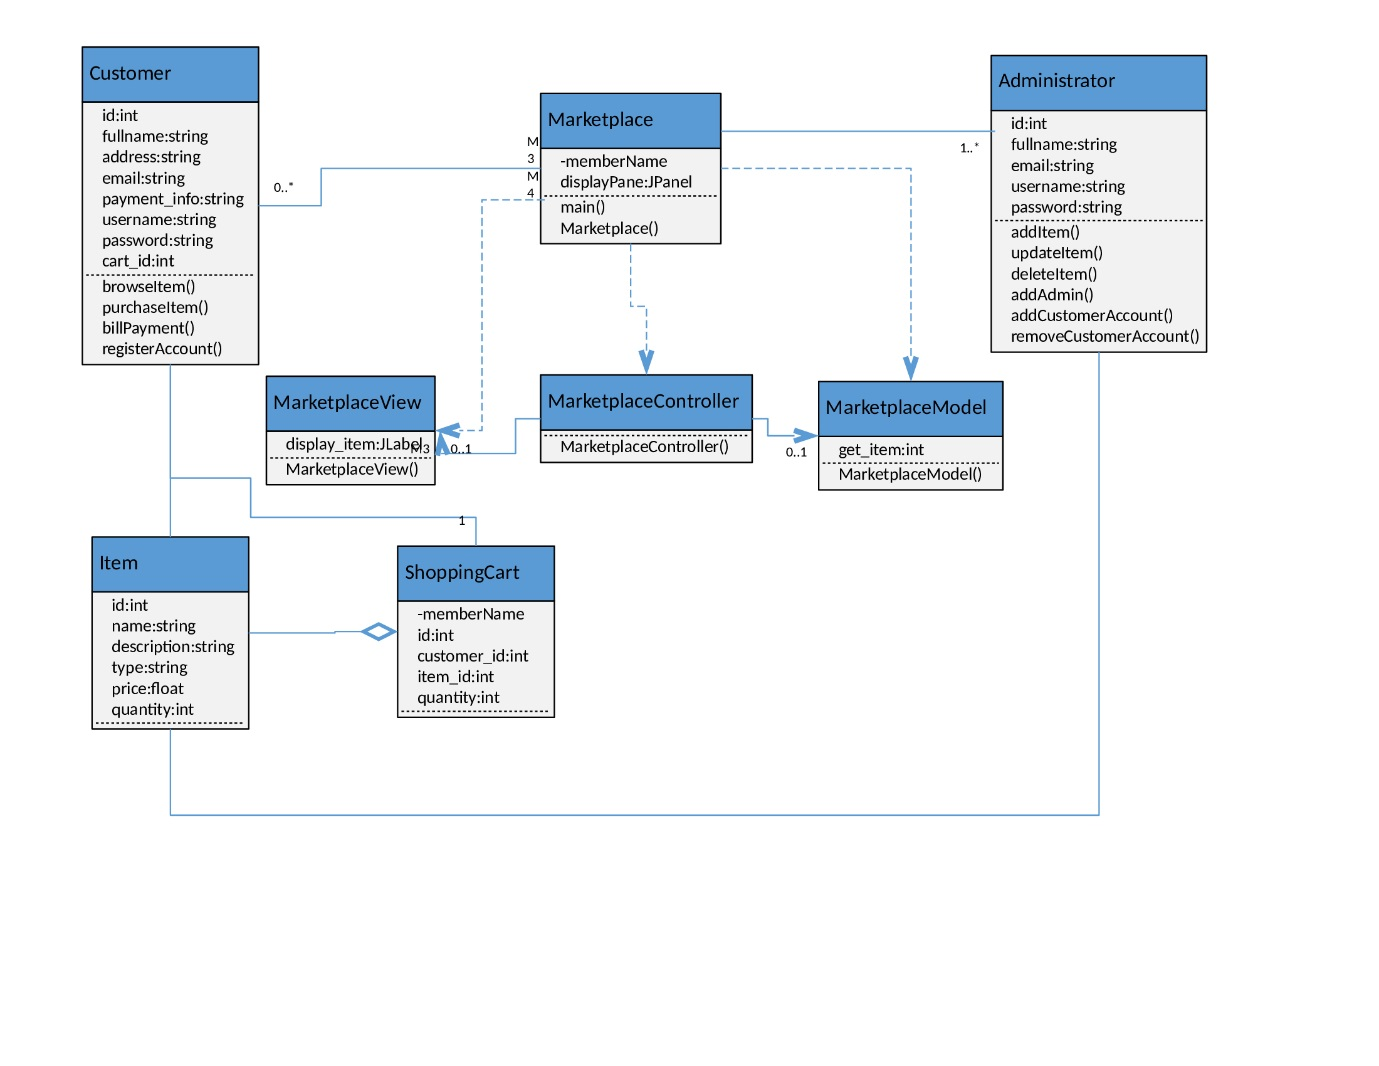 Customer
id:int
fullname:string
address:string
email:string
payment_info:string
username:string
password:string
cart_id:int
browseItem()
purchaseItem()
billPayment()
registerAccount()
0..*
M
3
M
4
Marketplace
-memberName
displayPane:JPanel
main()
Marketplace()
1..*
Administrator
id:int
fullname:string
email:string
username:string
password:string
addItem()
updateItem()
deleteItem()
addAdmin()
addCustomerAccount()
removeCustomerAccount()
MarketplaceView
display_item:JLabel
MarketplaceView()
M3
0..1
MarketplaceController
MarketplaceController()
0..1
MarketplaceModel
get_item:int
MarketplaceModel()
1
Item
id:int
name:string
description:string
type:string
price:float
quantity:int
ShoppingCart
-memberName
id:int
customer_id:int
item_id:int
quantity:int